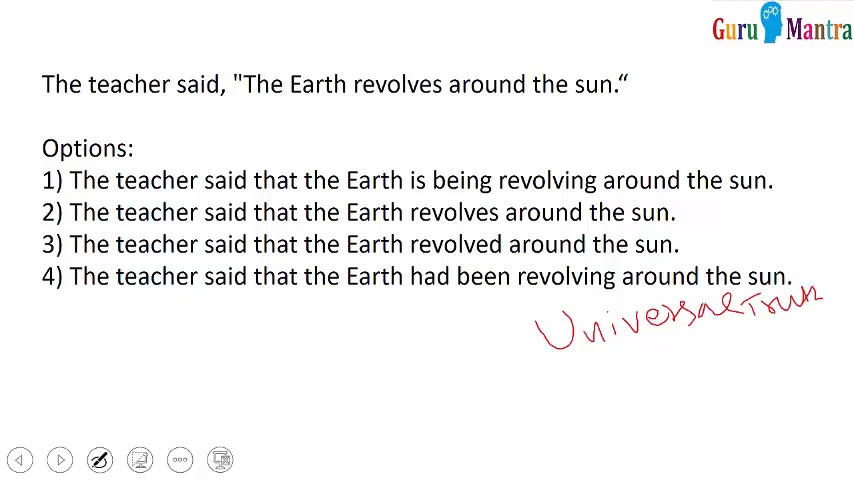 Guru Mantra
The teacher said, "The Earth revolves around the sun.“
Options:
1) The teacher said that the Earth is being revolving around the sun.
2) The teacher said that the Earth revolves around the sun.
3) The teacher said that the Earth revolved around the sun.
4) The teacher said that the Earth had been revolving around the sun.
Universal